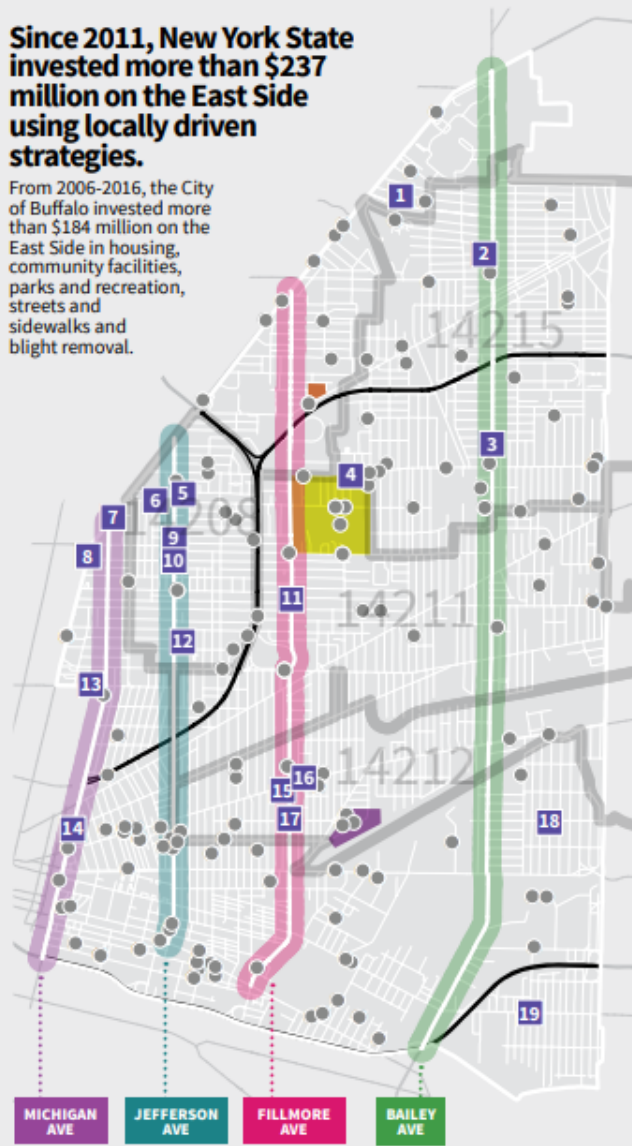 Since 2011, New York State
invested more than $237
million on the East Side
using locally driven
strategies.
From 2006-2016, the City
of Buffalo invested more
than $184 million on the
East Side in housing,
community facilities,
parks and recreation,
streets and
sidewalks and
blight removal.
1
2
14215
3
4
5
6
14208
7
8
9
10
11
14211
12
13
14212
16
15
17
14
18
19
MICHIGAN
AVE
JEFFERSON
AVE
FILLMORE
AVE
BAILEY
AVE